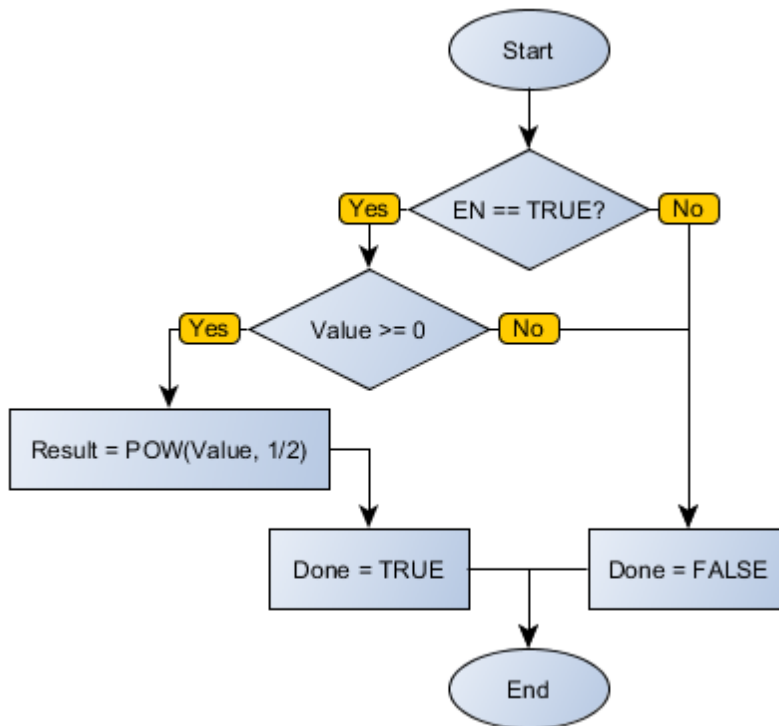 Start
EN == TRUE?
Yes
No
Value >= 0
Yes
No
Result = POW(Value, 1/2)
Done = TRUE
Done = FALSE
End